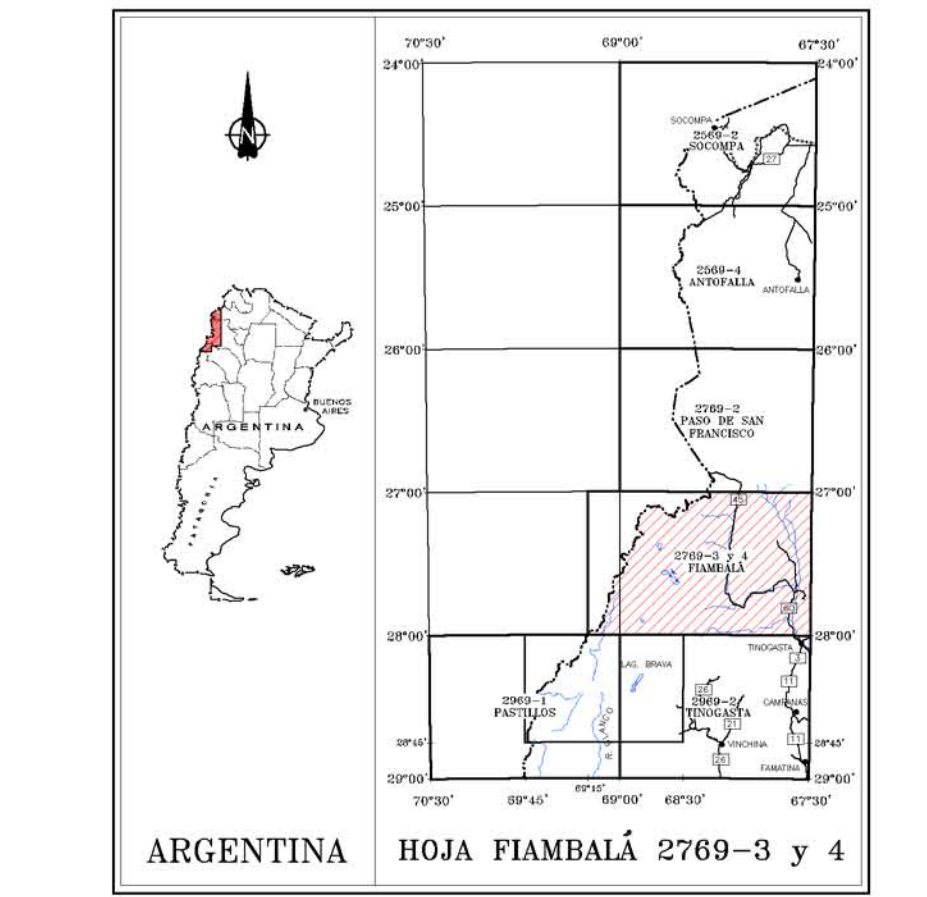 70°30' 69°00' 67°30'
24°00' 24°00'
N
SOCOMPA
2569-2
SOCOMPA
27
25°00' 25°00'
2569-4
ANTOFALLA
ANTOFALLA
26°00' 26°00'
BUENOS
AIRES
ARGENTINA
PATAGONIA
2769-2
PASO DE SAN
FRANCISCO
27°00' 27°00'
45
2769-3 y 4
FIAMBALÁ
60
28°00' 28°00'
TINOGASTA
3
LAG. BRAVA
11
26
2969-1
PASTILLOS
2969-2
TINOGASTA
CAMPANAS
21
R. BLANCO
11
28°45' 28°45'
VINCHINA
26
FAMATINA
29°00' 29°00'
69°15'
70°30' 69°45' 69°00' 68°30' 67°30'
ARGENTINA
HOJA FIAMBALÁ 2769-3 y 4